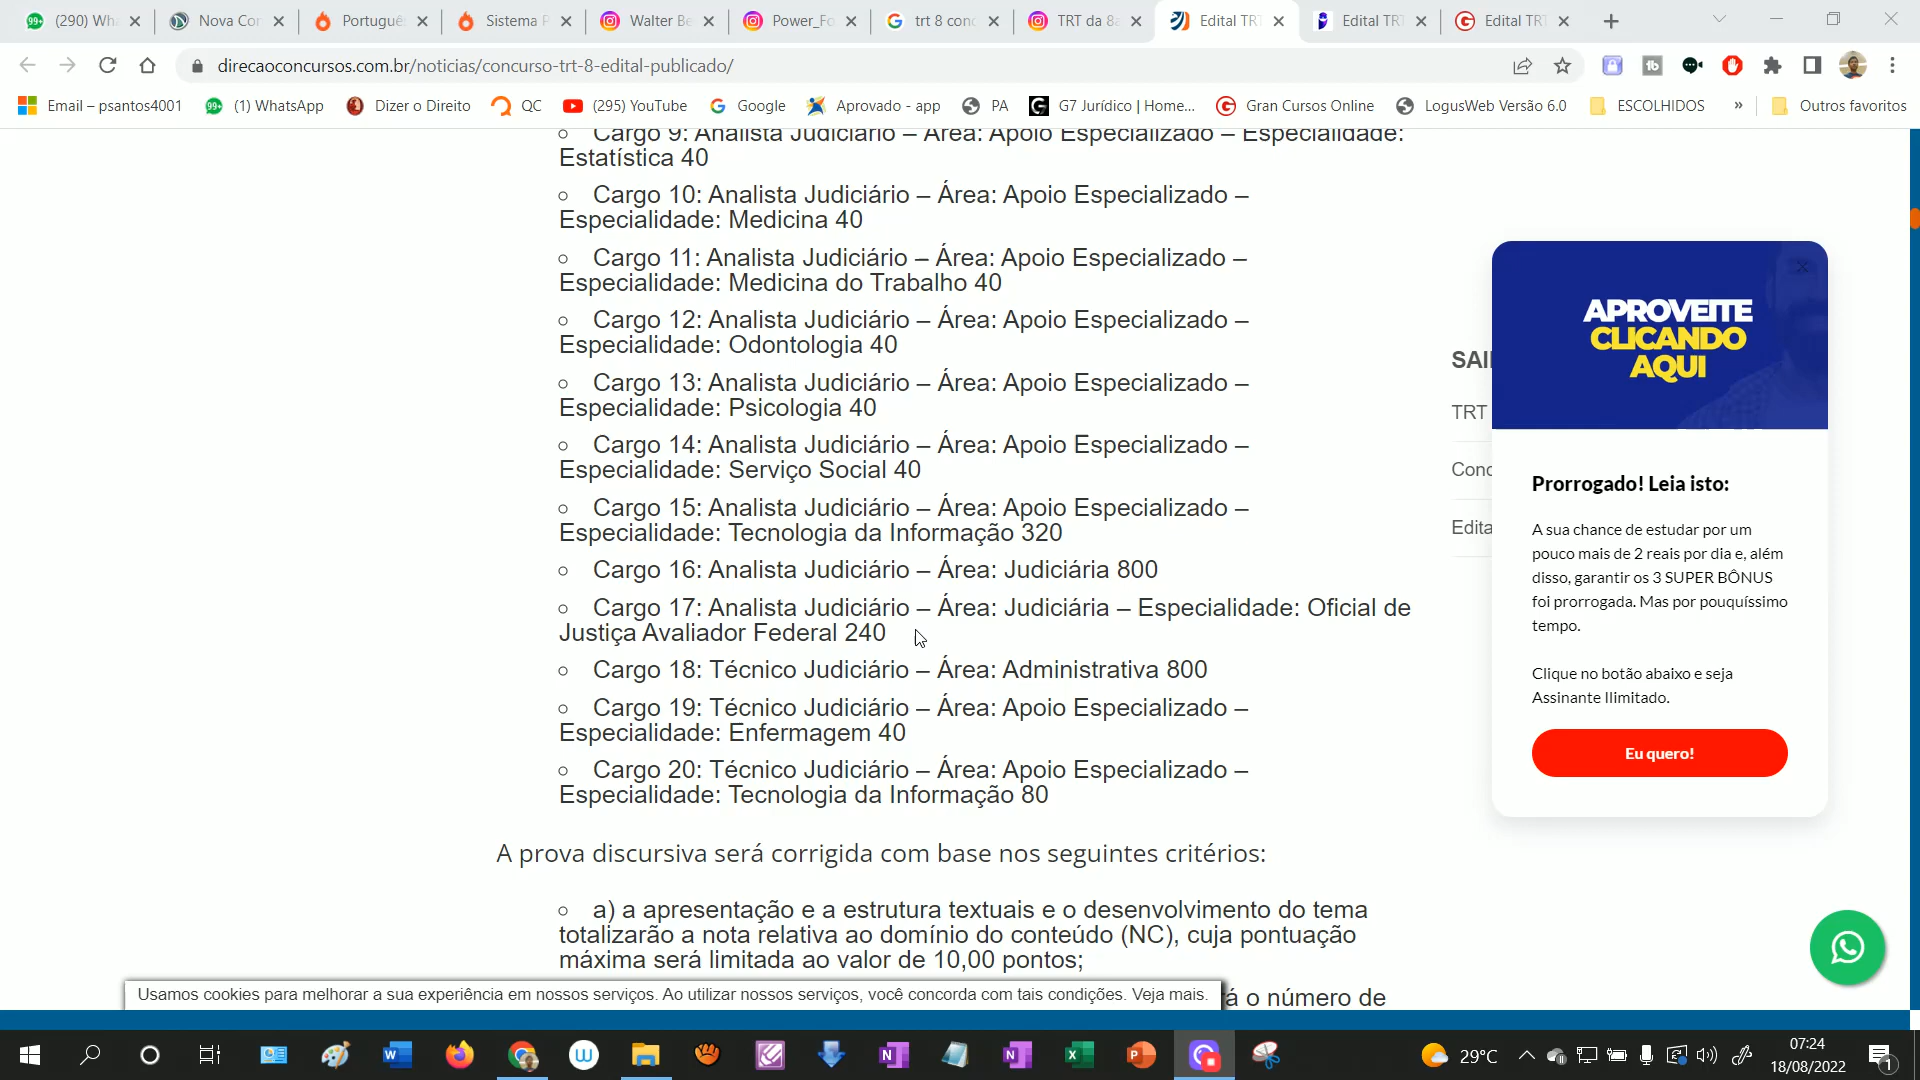 (290) Wha
Nova Con
Português
Sistema P
Walter Be
Power_Fo
trt 8 conc
TRT da 8ª
Edital TRT
Edital TRT
Edital TRT
direcaoconcursos.com.br/noticias/concurso-trt-8-edital-publicado/
Email – psantos4001
(1) WhatsApp
Dizer o Direito
QC
(295) YouTube
Google
Aprovado - app
PA
G7 Jurídico | Home...
Gran Cursos Online
LogusWeb Versão 6.0
ESCOLHIDOS
»
Outros favoritos
Cargo 9: Analista Judiciário – Área: Apoio Especializado – Especialidade:
Estatística 40
Cargo 10: Analista Judiciário – Área: Apoio Especializado –
Especialidade: Medicina 40
Cargo 11: Analista Judiciário – Área: Apoio Especializado –
Especialidade: Medicina do Trabalho 40
Cargo 12: Analista Judiciário – Área: Apoio Especializado –
Especialidade: Odontologia 40
Cargo 13: Analista Judiciário – Área: Apoio Especializado –
Especialidade: Psicologia 40
Cargo 14: Analista Judiciário – Área: Apoio Especializado –
Especialidade: Serviço Social 40
Cargo 15: Analista Judiciário – Área: Apoio Especializado –
Especialidade: Tecnologia da Informação 320
Cargo 16: Analista Judiciário – Área: Judiciária 800
Cargo 17: Analista Judiciário – Área: Judiciária – Especialidade: Oficial de
Justiça Avaliador Federal 240
Cargo 18: Técnico Judiciário – Área: Administrativa 800
Cargo 19: Técnico Judiciário – Área: Apoio Especializado –
Especialidade: Enfermagem 40
Cargo 20: Técnico Judiciário – Área: Apoio Especializado –
Especialidade: Tecnologia da Informação 80
A prova discursiva será corrigida com base nos seguintes critérios:
a) a apresentação e a estrutura textuais e o desenvolvimento do tema
totalizarão a nota relativa ao domínio do conteúdo (NC), cuja pontuação
máxima será limitada ao valor de 10,00 pontos;
á o número de
Usamos cookies para melhorar a sua experiência em nossos serviços. Ao utilizar nossos serviços, você concorda com tais condições. Veja mais.
SAI
TRT
Conc
Edita
APROVEITE
CLICANDO
AQUI
Prorrogado! Leia isto:
A sua chance de estudar por um
pouco mais de 2 reais por dia e, além
disso, garantir os 3 SUPER BÔNUS
foi prorrogada. Mas por pouquíssimo
tempo.
Clique no botão abaixo e seja
Assinante Ilimitado.
Eu quero!
29°C
07:24
18/08/2022
1